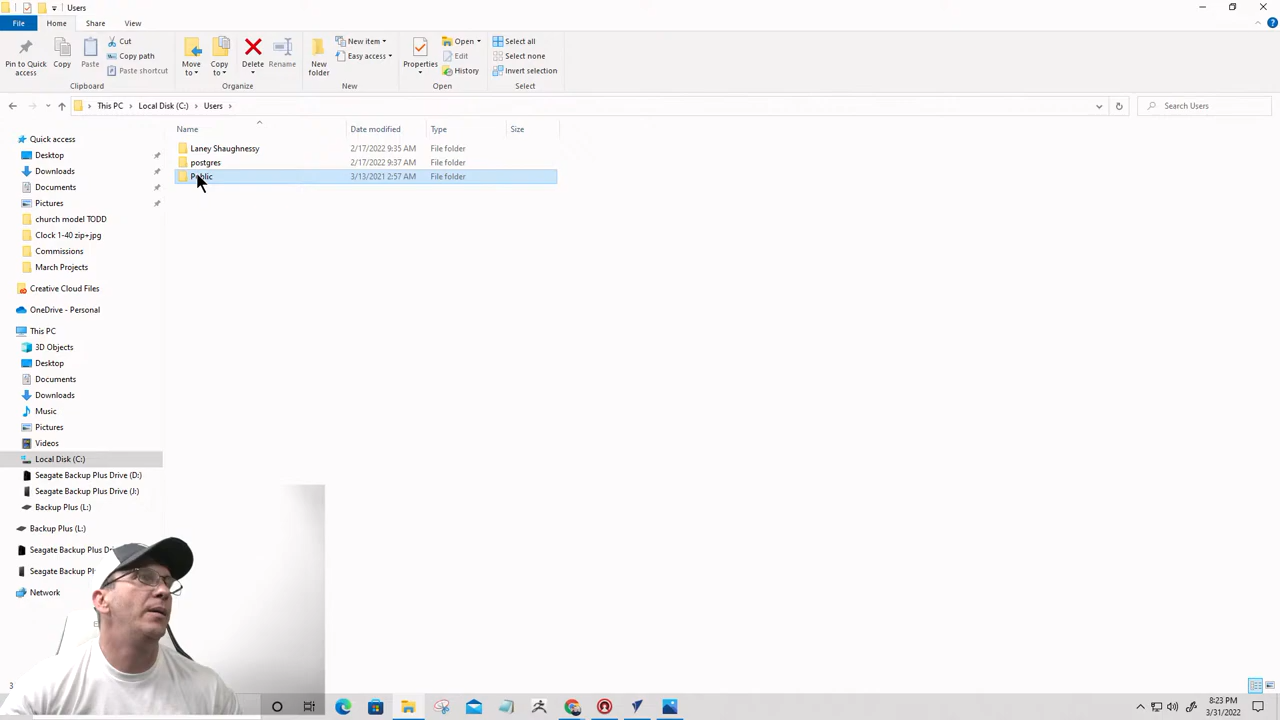 Users
File
Home
Share
View
Pin to Quick access
Copy
Paste
Cut
Copy path
Paste shortcut
Clipboard
Move to
Copy to
Delete
Rename
Organize
New folder
New item
Easy access
New
Properties
Open
Edit
History
Open
Select all
Select none
Invert selection
Select
This PC > Local Disk (C:) > Users >
Search Users
Name Date modified Type Size
Laney Shaughnessy 2/17/2022 9:35 AM File folder
postgres 2/17/2022 9:37 AM File folder
Public 3/13/2021 2:57 AM File folder
Quick access
Desktop
Downloads
Documents
Pictures
church model TODD
Clock 1-40 zip+jpg
Commissions
March Projects
Creative Cloud Files
OneDrive - Personal
This PC
3D Objects
Desktop
Documents
Downloads
Music
Pictures
Videos
Local Disk (C:)
Seagate Backup Plus Drive (D:)
Seagate Backup Plus Drive (J:)
Backup Plus (L:)
Backup Plus (L:)
Seagate Backup Plus
Seagate Backup
Network
3
8:23 PM
3/31/2022